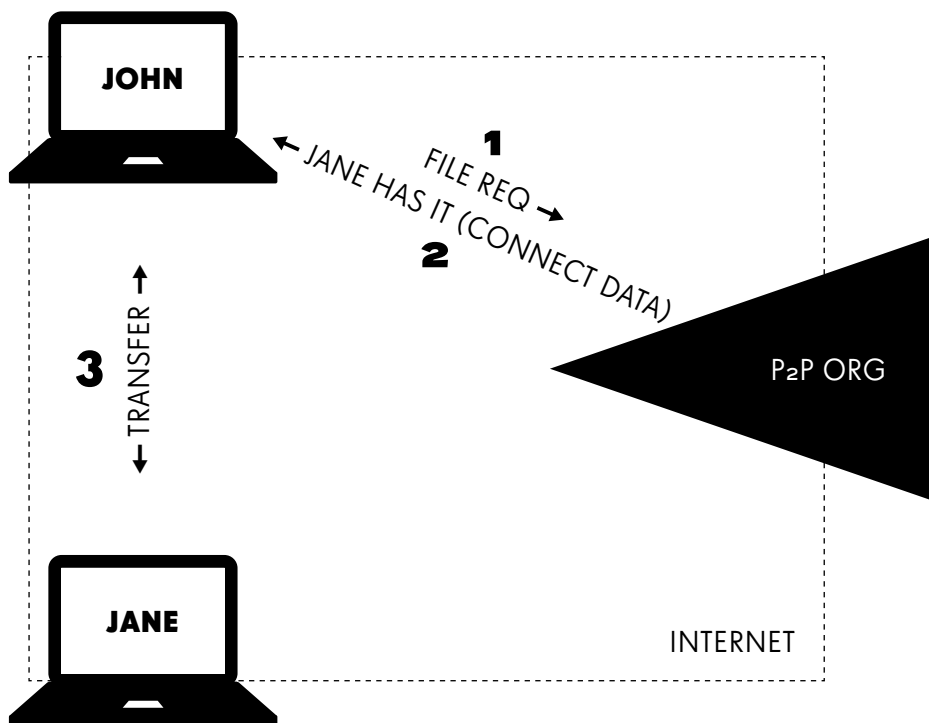 JOHN
1
FILE REQ →
← JANE HAS IT (CONNECT DATA)
2
3
← TRANSFER →
P2P ORG
JANE
INTERNET